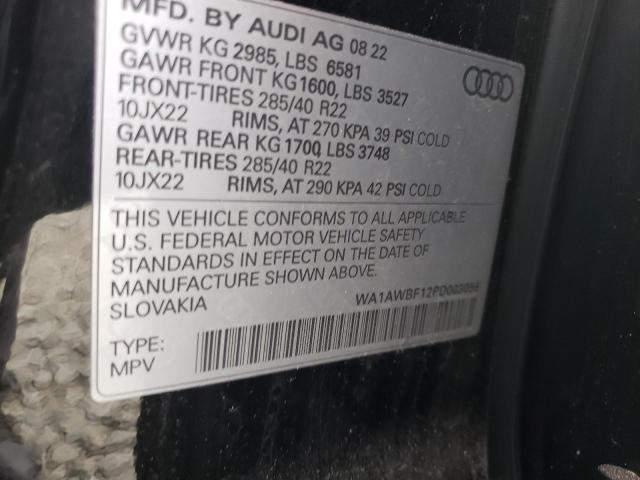 MFD. BY AUDI AG 08 22
GVWR KG 2985, LBS 6581
GAWR FRONT KG 1600, LBS 3527
FRONT-TIRES 285/40 R22
10JX22 RIMS, AT 270 KPA 39 PSI COLD
GAWR REAR KG 1700, LBS 3748
REAR-TIRES 285/40 R22
10JX22 RIMS, AT 290 KPA 42 PSI COLD
THIS VEHICLE CONFORMS TO ALL APPLICABLE
U.S. FEDERAL MOTOR VEHICLE SAFETY
STANDARDS IN EFFECT ON THE DATE OF
MANUFACTURE SHOWN ABOVE.
SLOVAKIA
WA1AWBF12PD003056
TYPE:
MPV